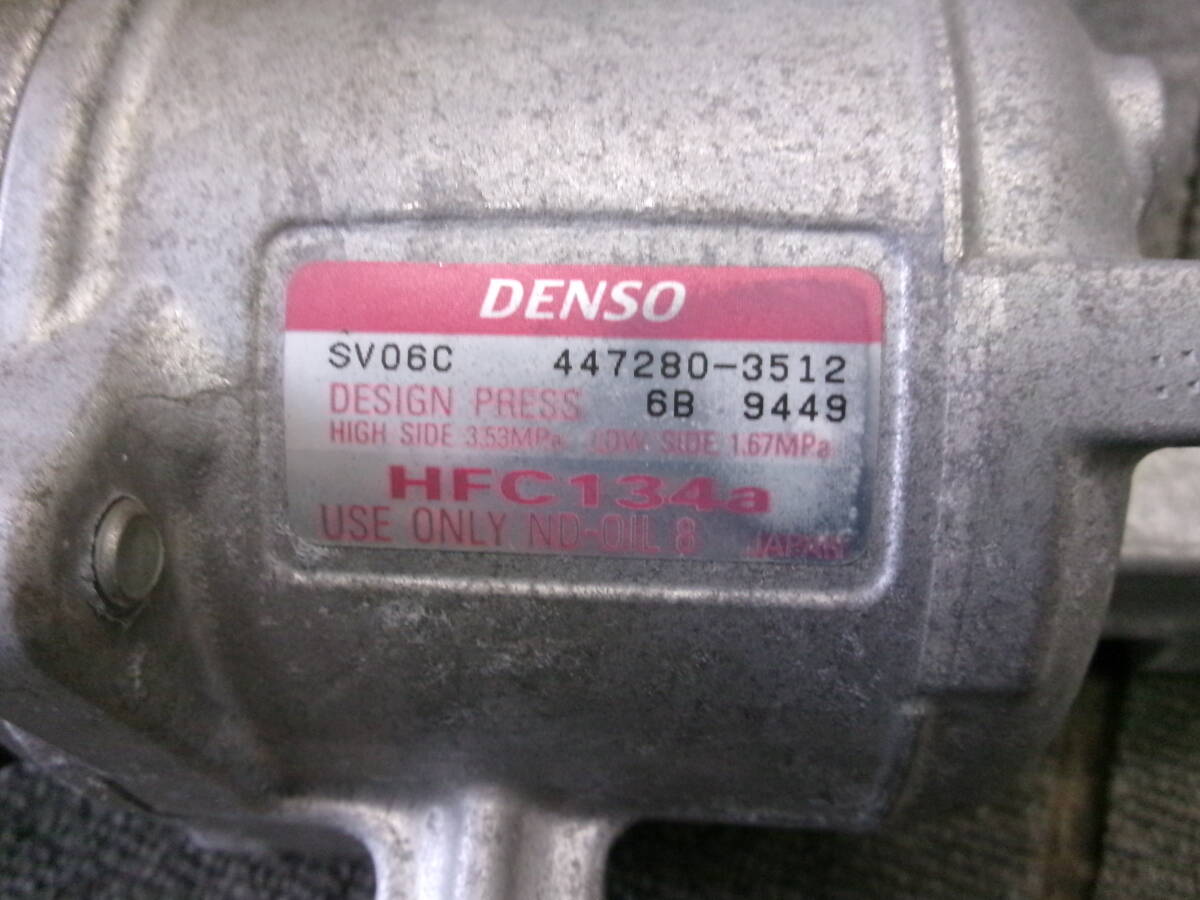 DENSO
SV06C 447280-3512
DESIGN PRESS 6B 9449
HIGH SIDE 3.53MPa LOW SIDE 1.67MPa
HFC134a
USE ONLY ND-OIL 8 JAPAN